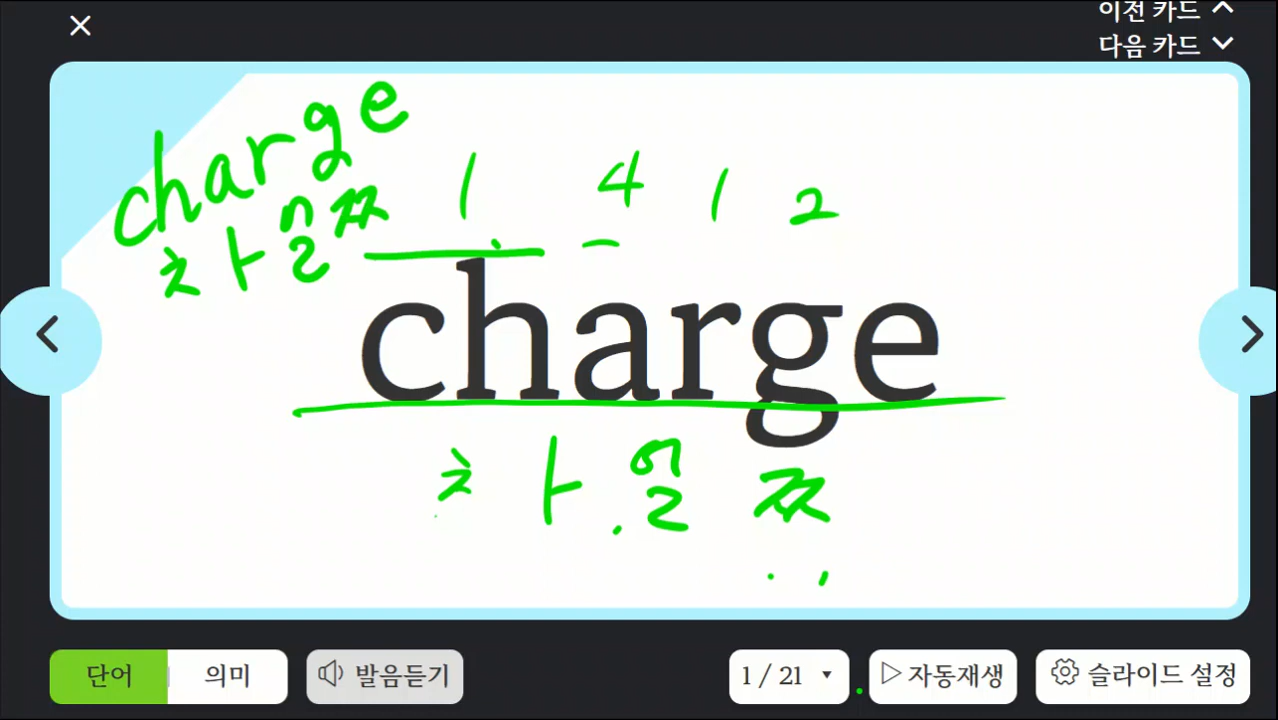 이전 카드
다음 카드
charge
차 얼 쯔
1 4 1 2
charge
차 얼 쯔
단어 의미 발음듣기 1 / 21 자동재생 슬라이드 설정